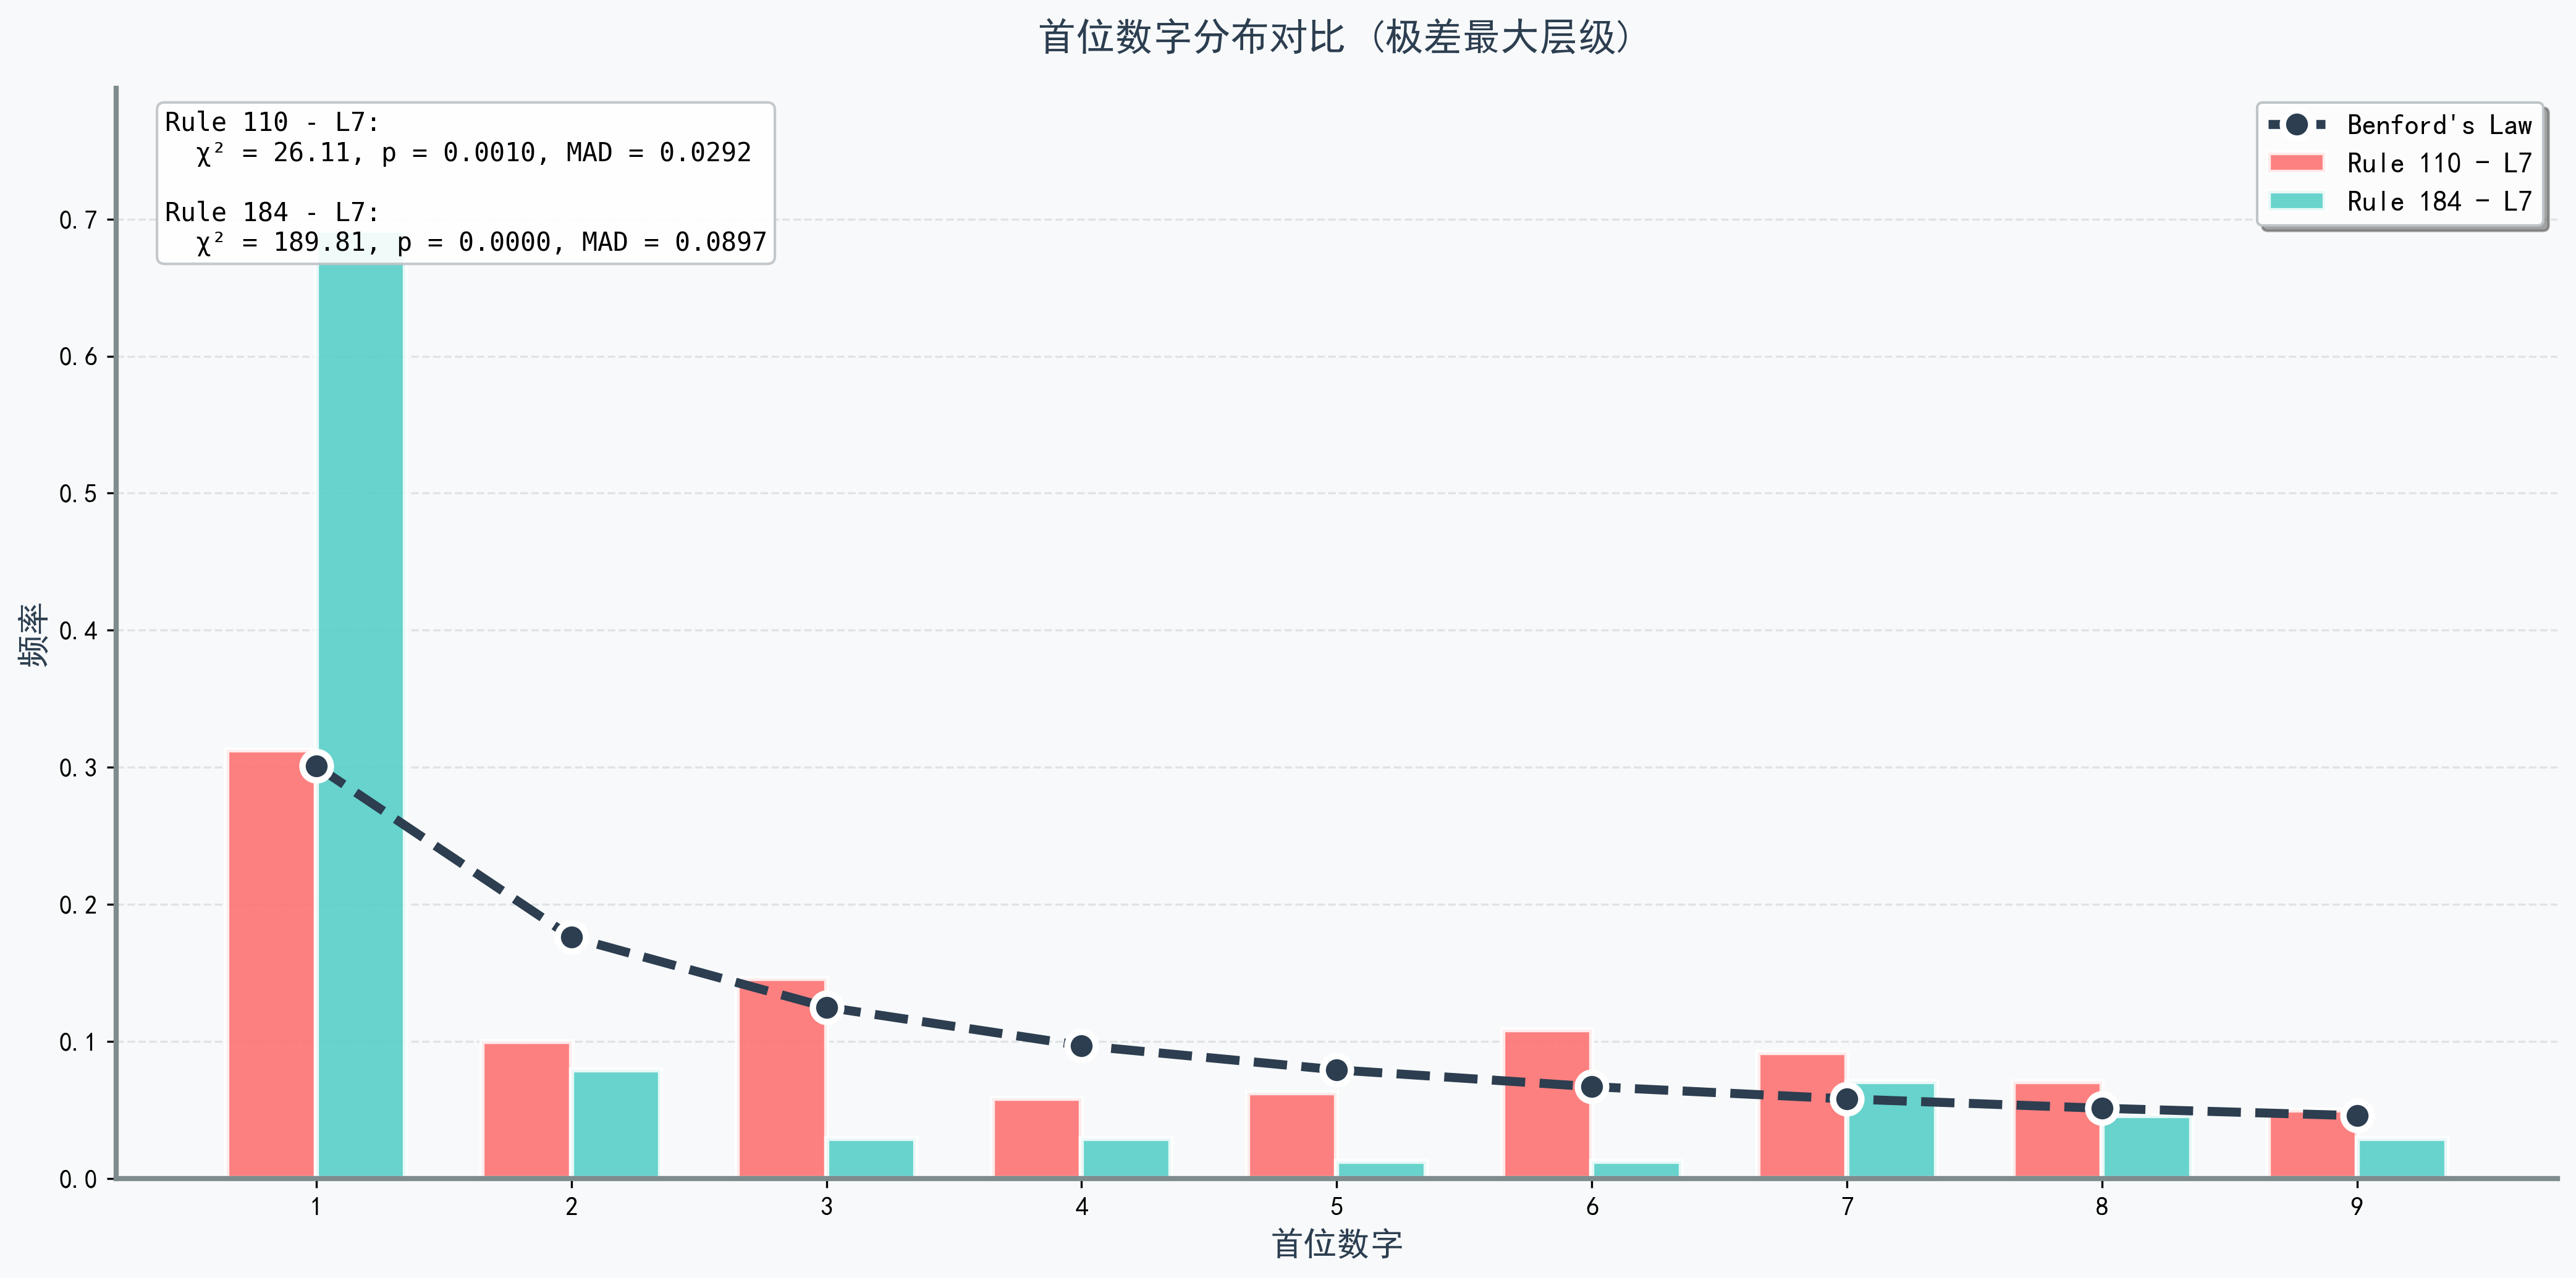 首位数字分布对比 (极差最大层级)
Rule 110 - L7:
χ² = 26.11, p = 0.0010, MAD = 0.0292
Rule 184 - L7:
χ² = 189.81, p = 0.0000, MAD = 0.0897
Benford's Law
Rule 110 - L7
Rule 184 - L7
频率
0.7
0.6
0.5
0.4
0.3
0.2
0.1
0.0
1 2 3 4 5 6 7 8 9
首位数字